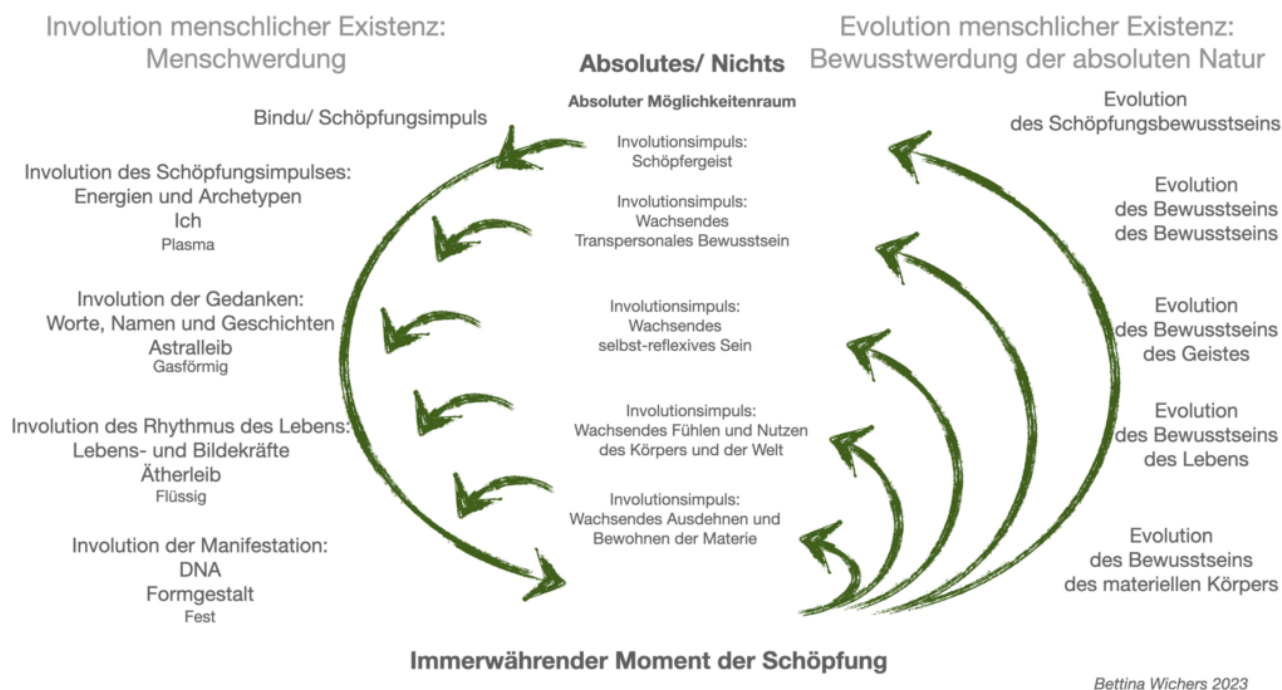 Involution menschlicher Existenz:
Menschwerdung
Bindu/ Schöpfungsimpuls
Involution des Schöpfungsimpulses:
Energien und Archetypen
Ich
Plasma
Involution der Gedanken:
Worte, Namen und Geschichten
Astralleib
Gasförmig
Involution des Rhythmus des Lebens:
Lebens- und Bildekräfte
Ätherleib
Flüssig
Involution der Manifestation:
DNA
Formgestalt
Fest
Absolutes/ Nichts
Absoluter Möglichkeitenraum
Involutionsimpuls:
Schöpfergeist
Involutionsimpuls:
Wachsendes
Transpersonales Bewusstsein
Involutionsimpuls:
Wachsendes
selbst-reflexives Sein
Involutionsimpuls:
Wachsendes Fühlen und Nutzen
des Körpers und der Welt
Involutionsimpuls:
Wachsendes Ausdehnen und
Bewohnen der Materie
Evolution menschlicher Existenz:
Bewusstwerdung der absoluten Natur
Evolution
des Schöpfungsbewusstseins
Evolution
des Bewusstseins
des Bewusstseins
Evolution
des Bewusstseins
des Geistes
Evolution
des Bewusstseins
des Lebens
Evolution
des Bewusstseins
des materiellen Körpers
Immerwährender Moment der Schöpfung
Bettina Wichers 2023